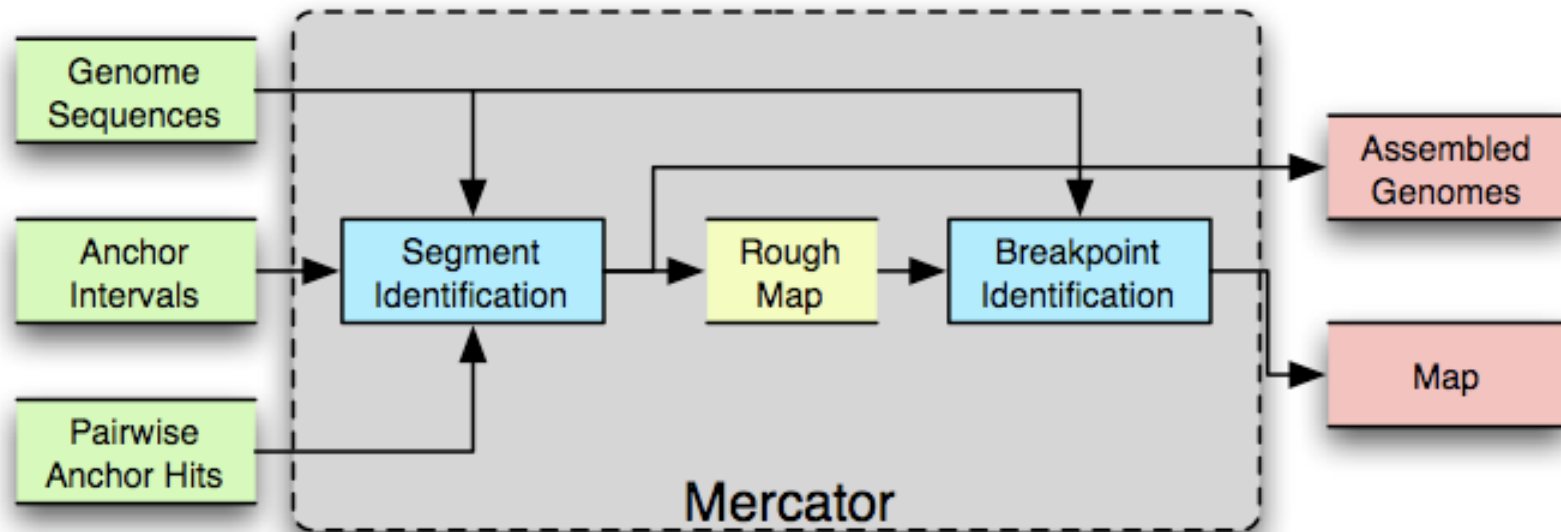 Genome
Sequences
Anchor
Intervals
Pairwise
Anchor Hits
Segment
Identification
Rough
Map
Breakpoint
Identification
Assembled
Genomes
Map
Mercator